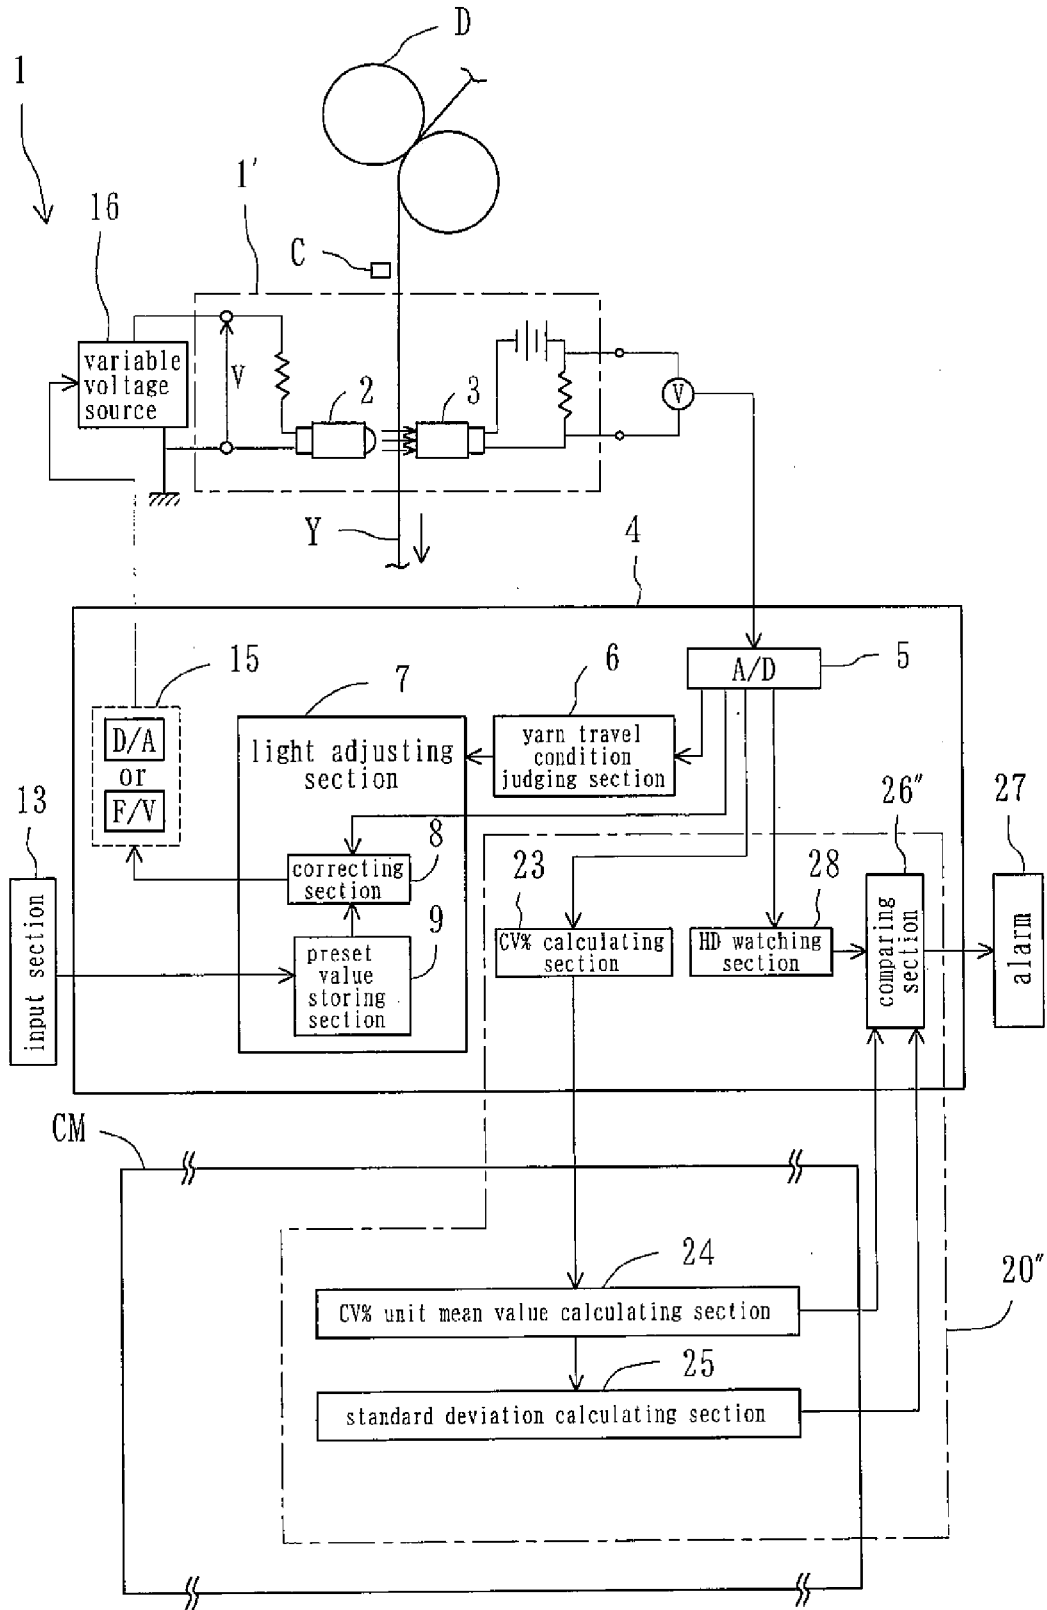 D
1
1'
16
C
variable
voltage
source
V
2
3
V
Y
4
15
7
6
A/D
5
D/A
or
F/V
light adjusting
section
yarn travel
condition
judging section
13
8
23
28
26"
27
correcting
section
input section
9
CV% calculating
section
HD watching
section
comparing
section
alarm
preset
value
storing
section
CM
24
20"
CV% unit mean value calculating section
25
standard deviation calculating section